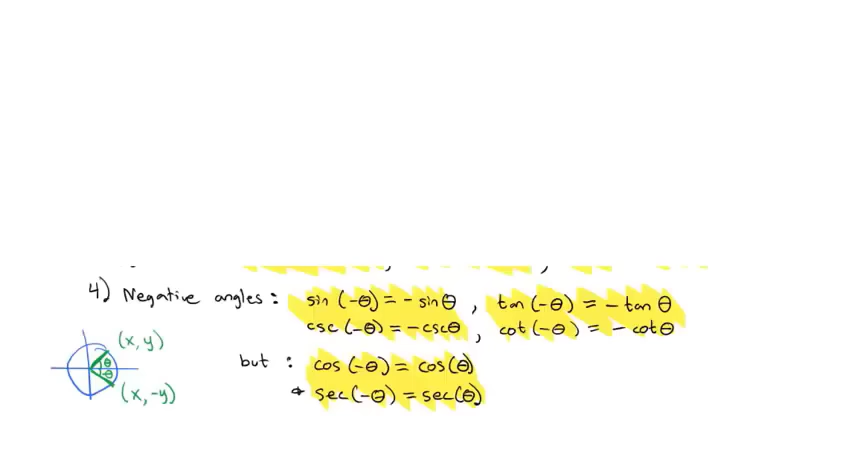 4) Negative angles: sin(-θ) = -sinθ, tan(-θ) = -tanθ
csc(-θ) = -cscθ, cot(-θ) = -cotθ
(x, y)
θ
-θ
(x, -y)
but: cos(-θ) = cos(θ)
sec(-θ) = sec(θ)